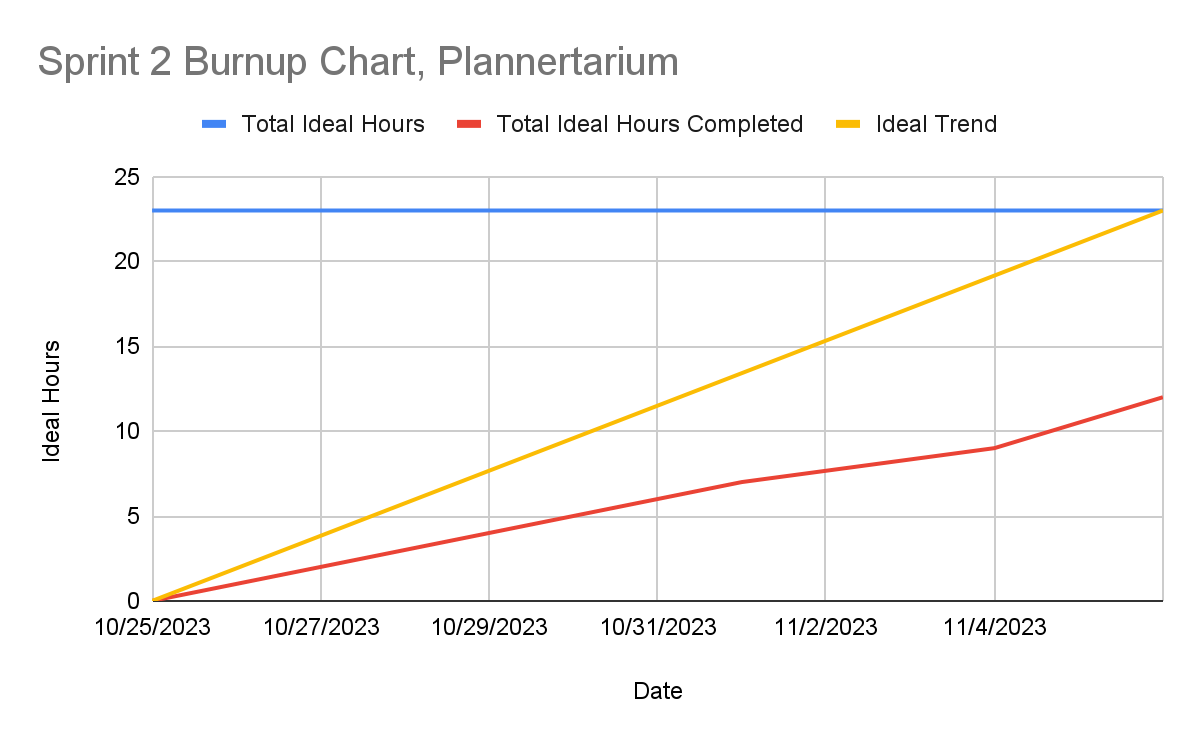 Sprint 2 Burnup Chart, Plannertarium
Total Ideal Hours Total Ideal Hours Completed Ideal Trend
25
20
15
10
5
0
Ideal Hours
10/25/2023 10/27/2023 10/29/2023 10/31/2023 11/2/2023 11/4/2023
Date